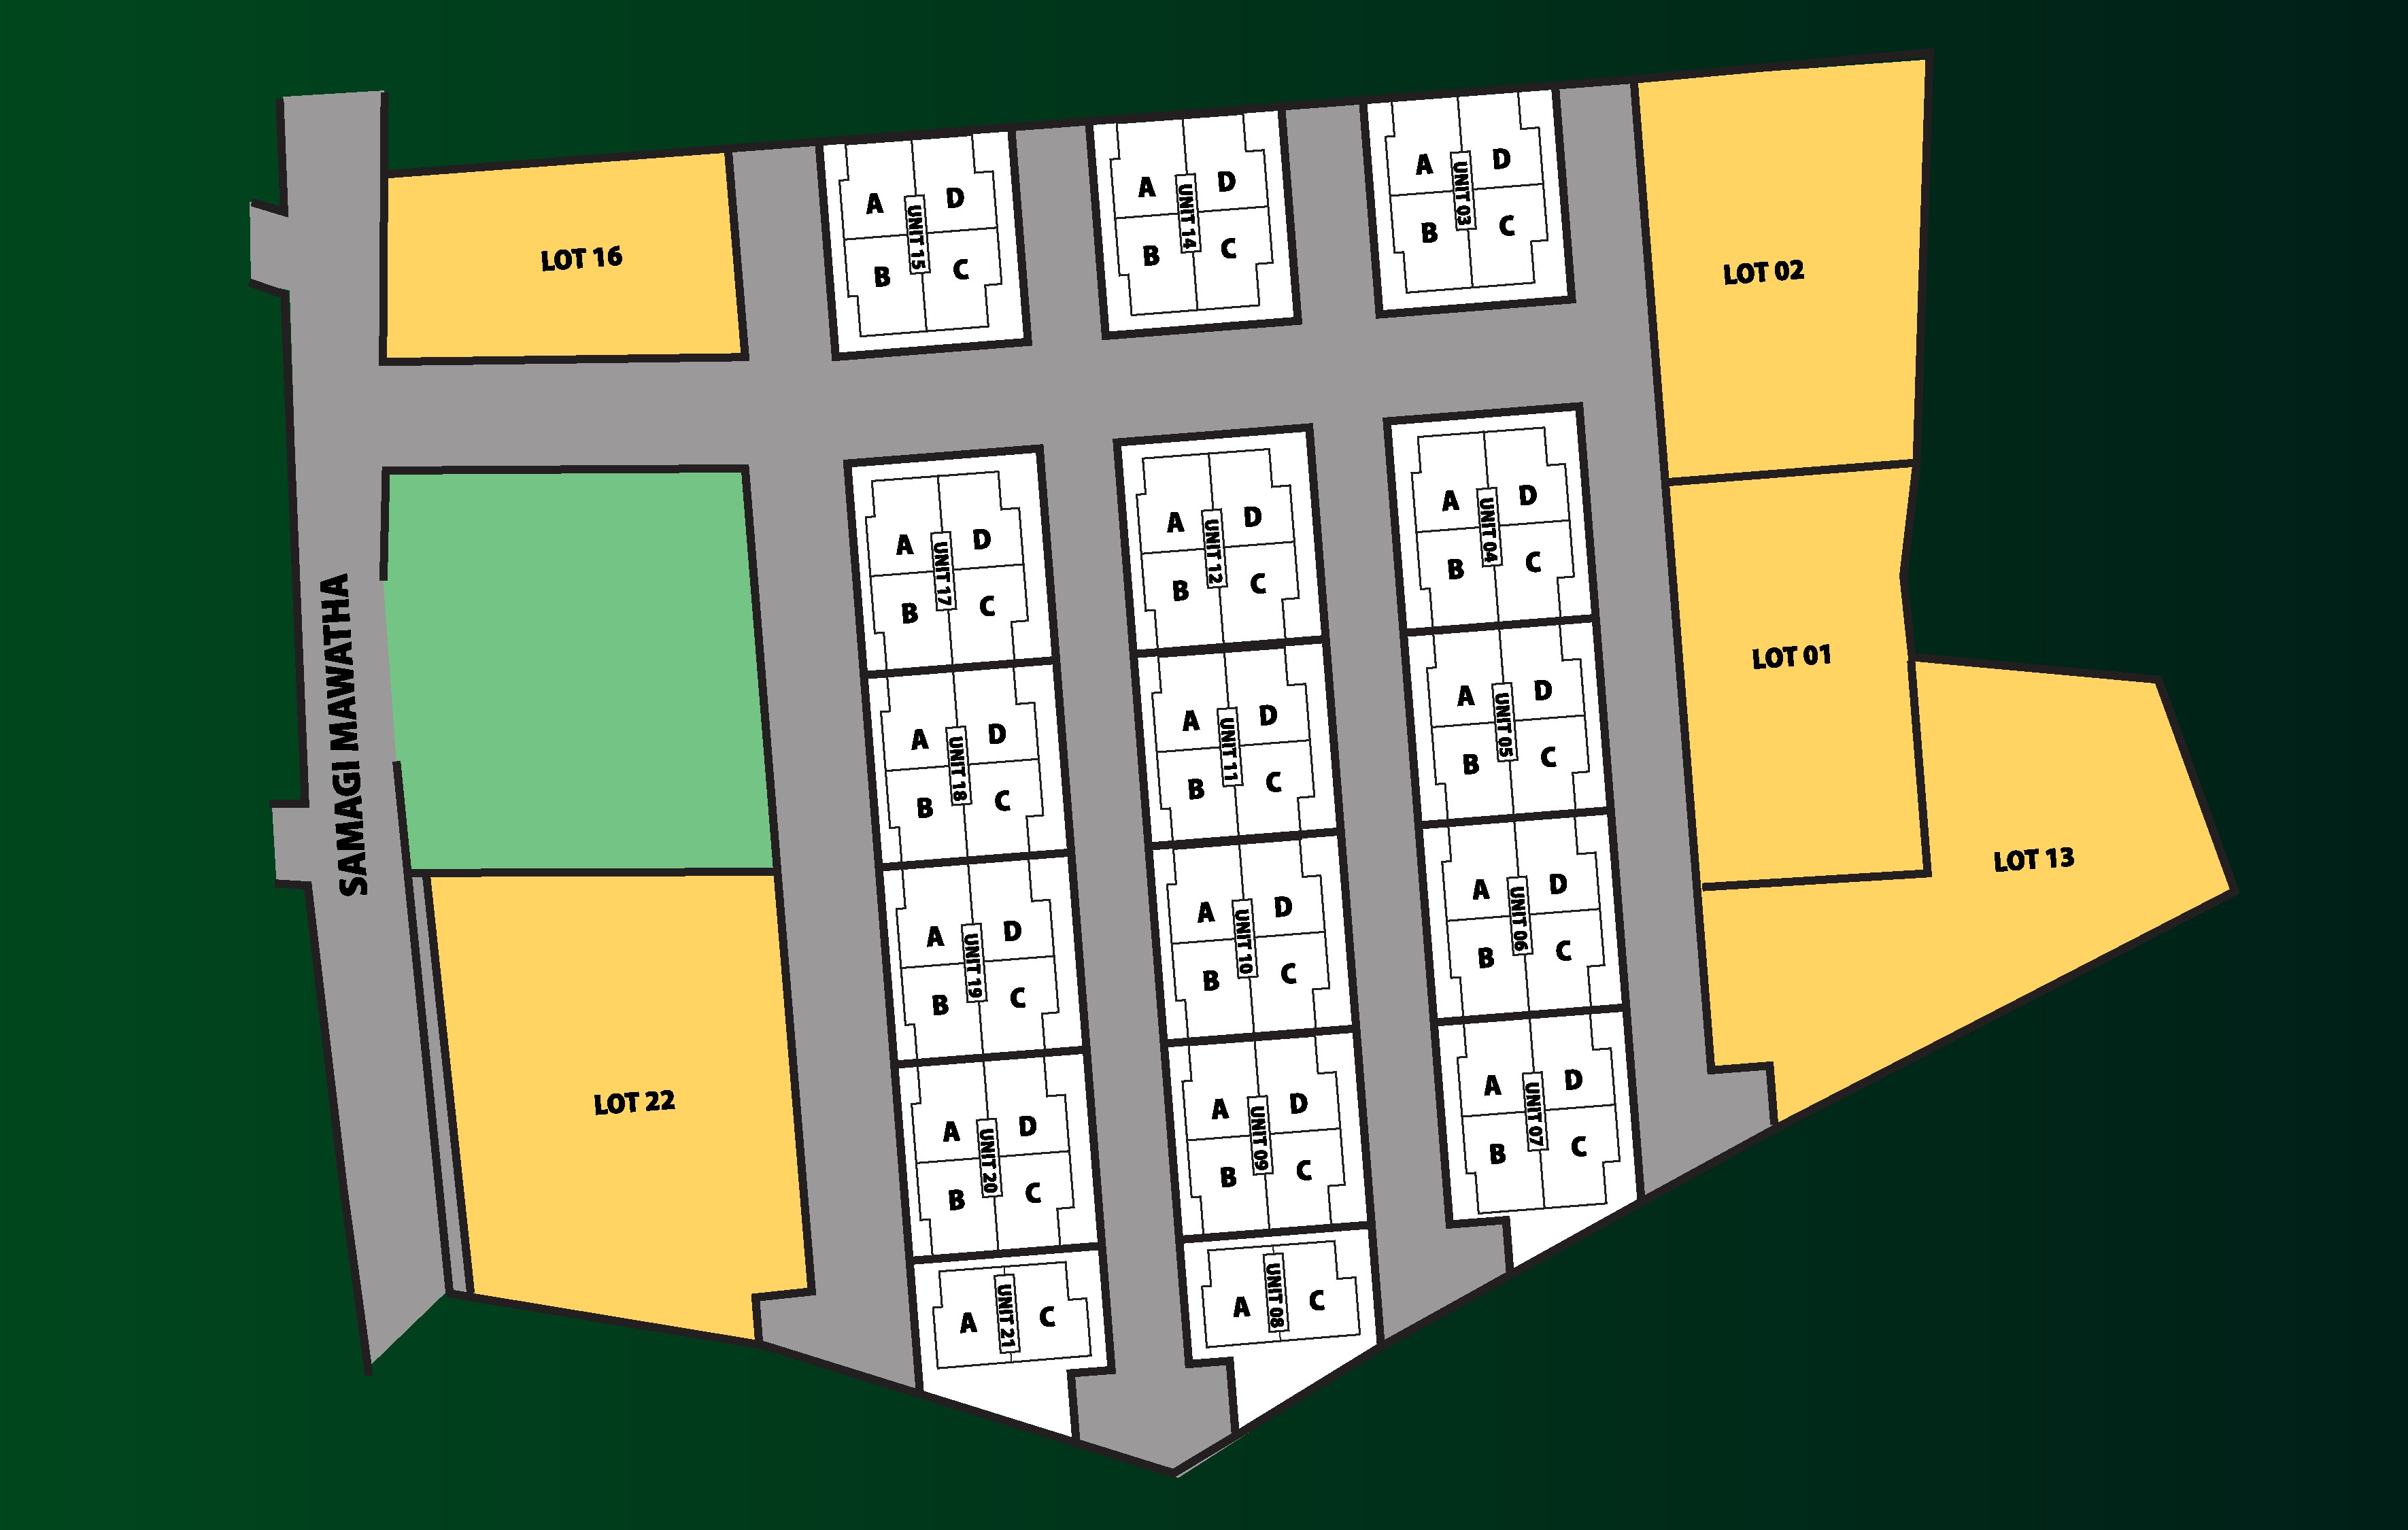 LOT 16
A D
UNIT 15
B C
A D
UNIT 14
B C
A D
UNIT 03
B C
LOT 02
SAMAGI MAWATHA
A D
UNIT 17
B C
A D
UNIT 12
B C
A D
UNIT 04
B C
LOT 01
A D
UNIT 18
B C
A D
UNIT 11
B C
A D
UNIT 05
B C
LOT 13
A D
UNIT 19
B C
A D
UNIT 10
B C
A D
UNIT 06
B C
LOT 22
A D
UNIT 20
B C
A D
UNIT 09
B C
A D
UNIT 07
B C
A C
UNIT 21
A C
UNIT 08